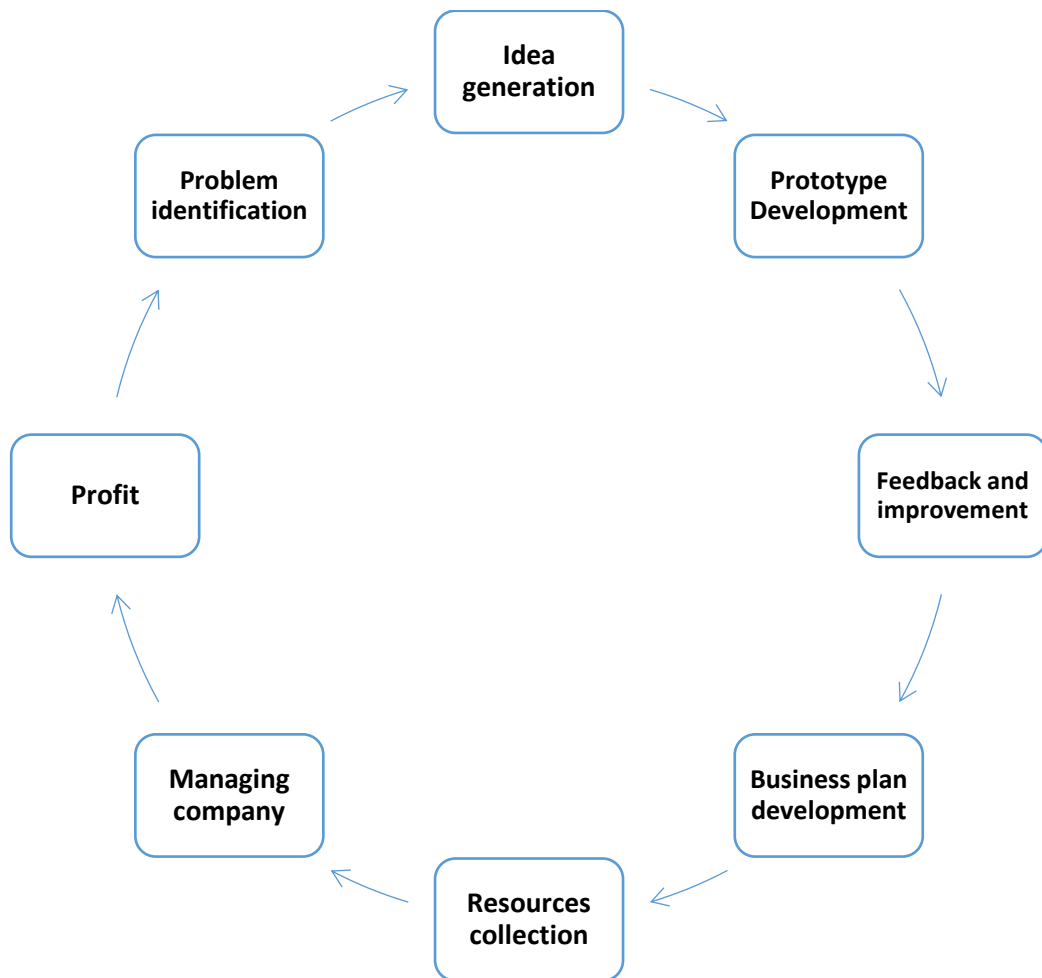 Idea
generation
Prototype
Development
Feedback and
improvement
Business plan
development
Resources
collection
Managing
company
Profit
Problem
identification